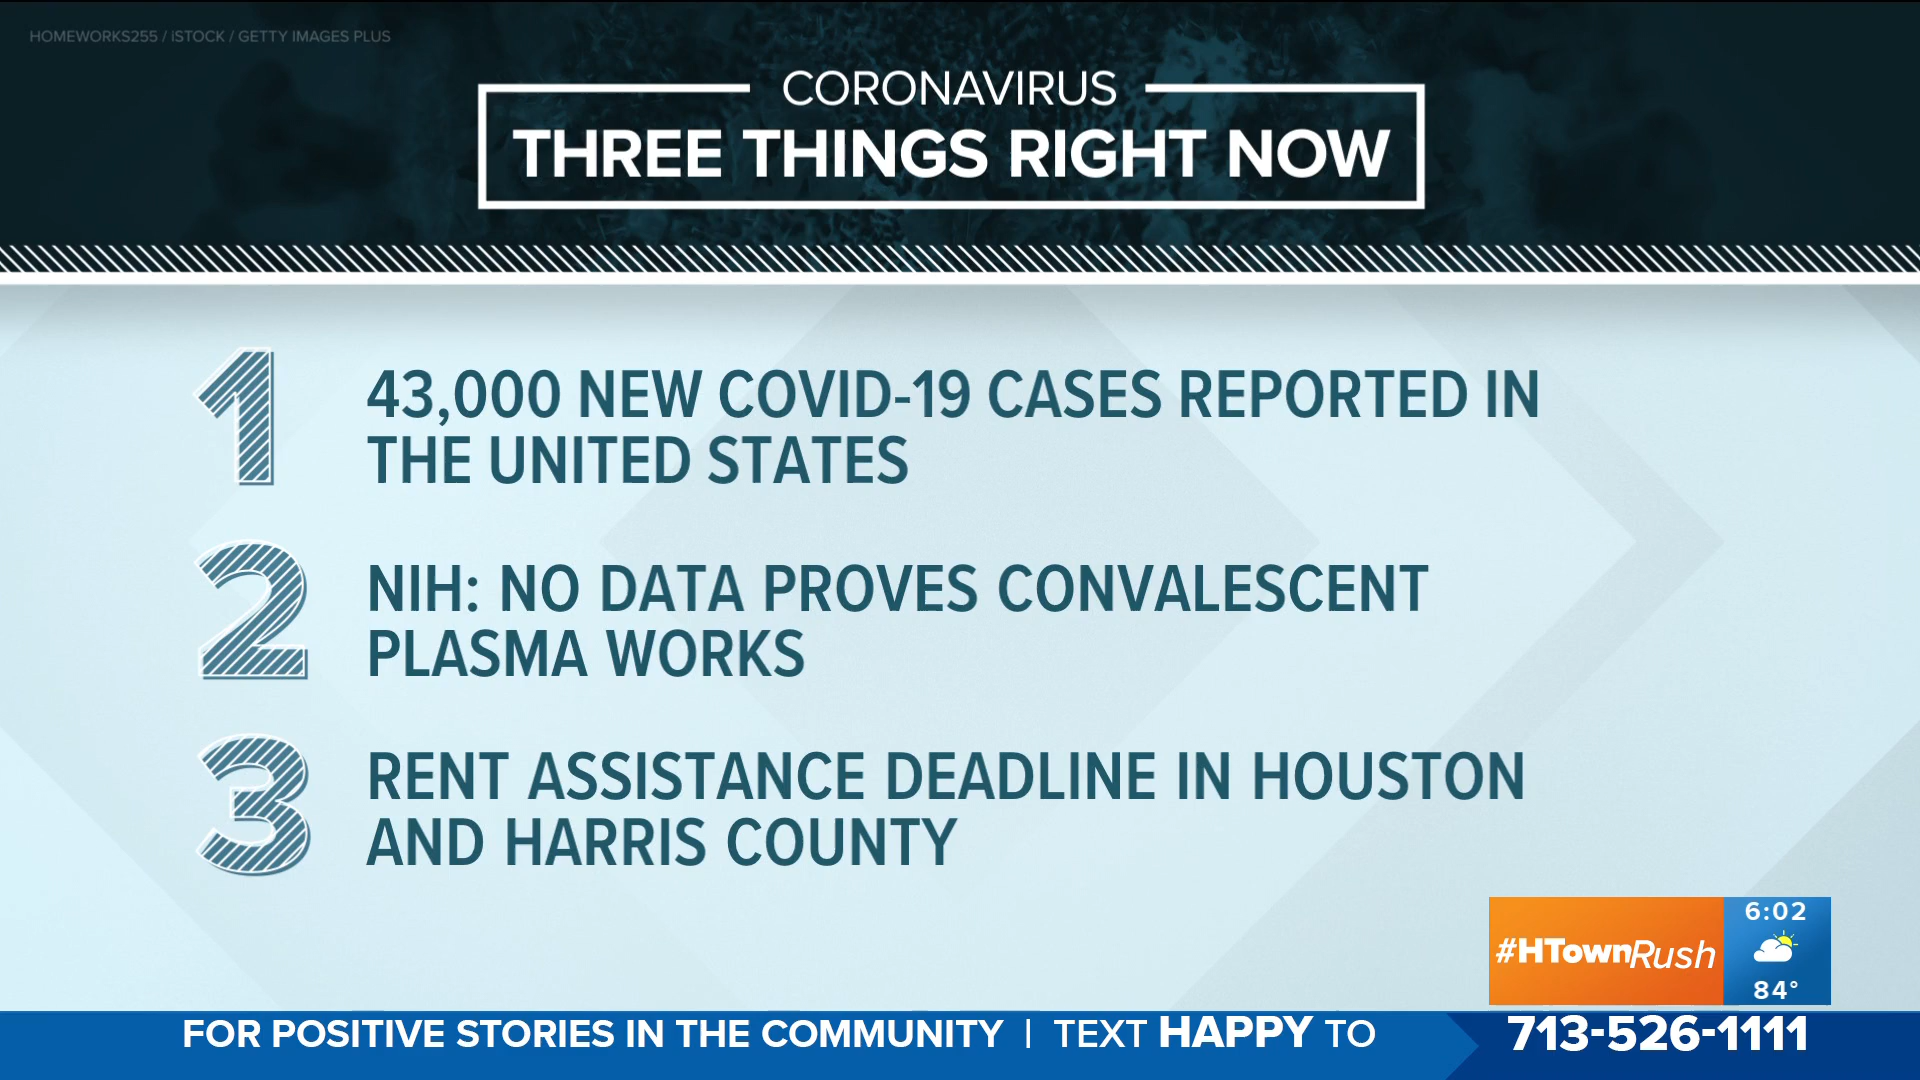 HOMEWORKS255 / iSTOCK / GETTY IMAGES PLUS
CORONAVIRUS
THREE THINGS RIGHT NOW
1 43,000 NEW COVID-19 CASES REPORTED IN
THE UNITED STATES
2 NIH: NO DATA PROVES CONVALESCENT
PLASMA WORKS
3 RENT ASSISTANCE DEADLINE IN HOUSTON
AND HARRIS COUNTY
#HTownRush
6:02
84°
FOR POSITIVE STORIES IN THE COMMUNITY | TEXT HAPPY TO 713-526-1111